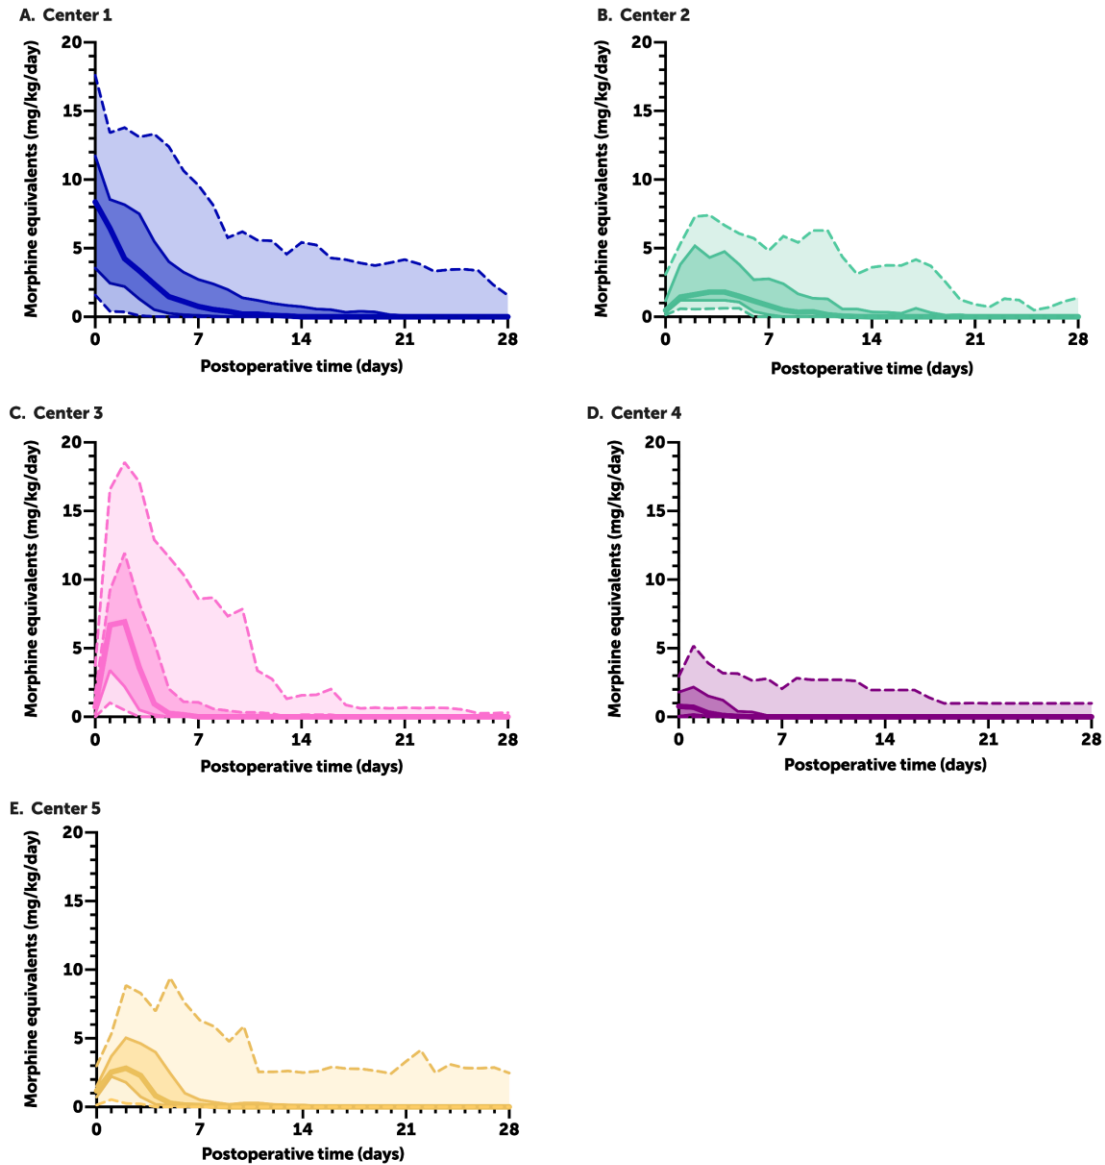 A. Center 1
Morphine equivalents (mg/kg/day)
20
15
10
5
0
0 7 14 21 28
Postoperative time (days)
B. Center 2
Morphine equivalents (mg/kg/day)
20
15
10
5
0
0 7 14 21 28
Postoperative time (days)
C. Center 3
Morphine equivalents (mg/kg/day)
20
15
10
5
0
0 7 14 21 28
Postoperative time (days)
D. Center 4
Morphine equivalents (mg/kg/day)
20
15
10
5
0
0 7 14 21 28
Postoperative time (days)
E. Center 5
Morphine equivalents (mg/kg/day)
20
15
10
5
0
0 7 14 21 28
Postoperative time (days)